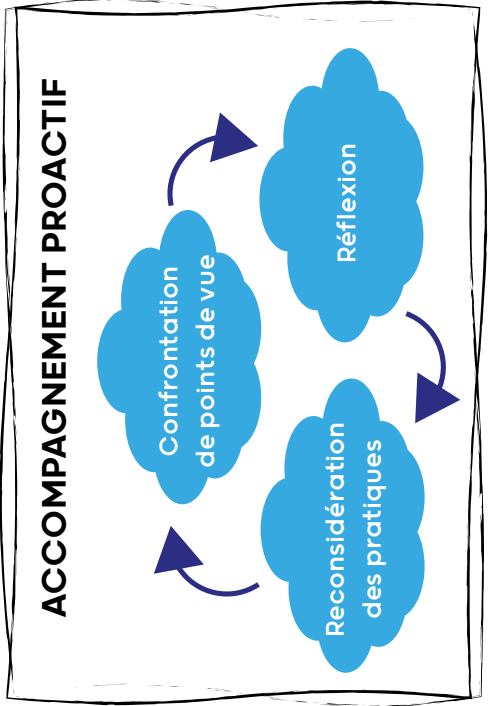 ACCOMPAGNEMENT PROACTIF
Confrontation
de points de vue
Réflexion
Reconsidération
des pratiques